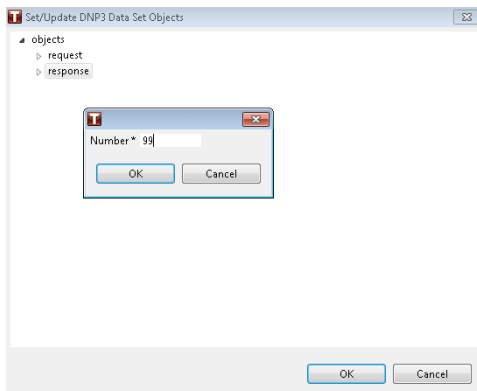 Set/Update DNP3 Data Set Objects
objects
request
response
Number * 99
OK Cancel
OK Cancel